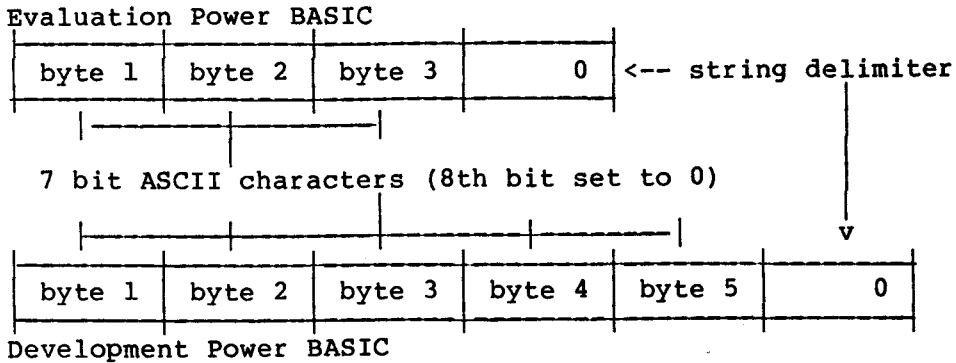 Evaluation Power BASIC
byte 1 byte 2 byte 3 0 <-- string delimiter
7 bit ASCII characters (8th bit set to 0)
v
byte 1 byte 2 byte 3 byte 4 byte 5 0
Development Power BASIC